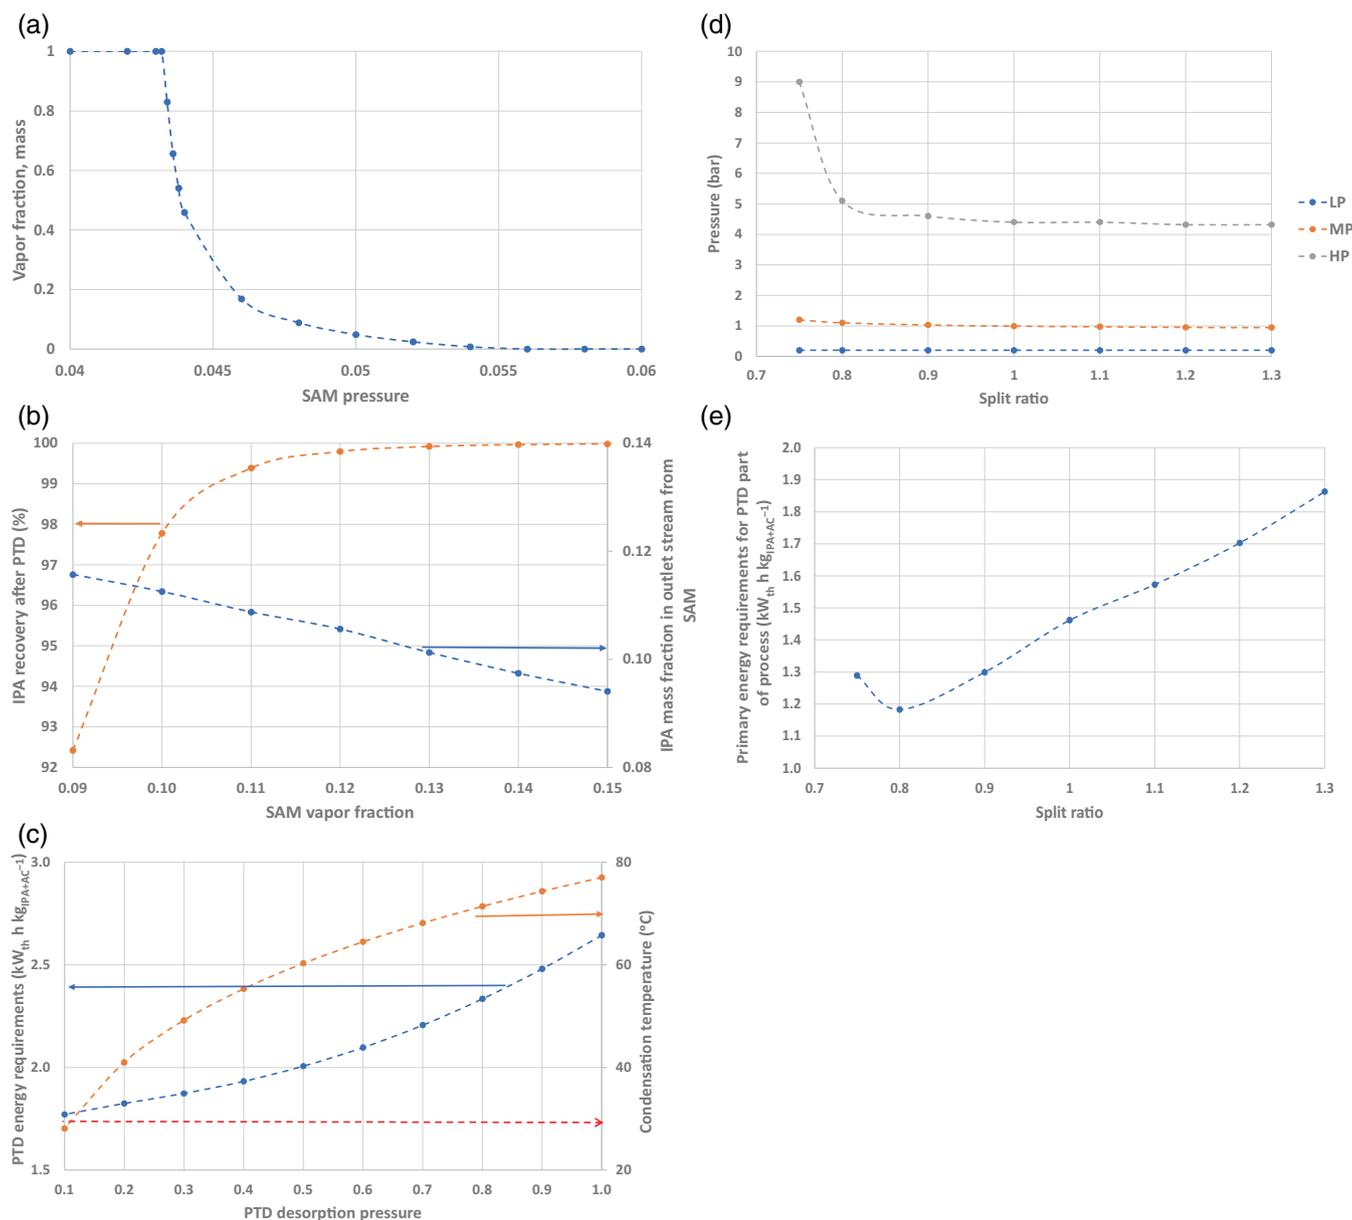 (a)
1
0.8
0.6
0.4
0.2
0
Vapor fraction, mass
0.04 0.045 0.05 0.055 0.06
SAM pressure
(b)
100
99
98
97
96
95
94
93
92
IPA recovery after PTD (%)
0.14
0.12
0.10
0.08
IPA mass fraction in outlet stream from
SAM
0.09 0.10 0.11 0.12 0.13 0.14 0.15
SAM vapor fraction
(c)
3.0
2.5
2.0
1.5
PTD energy requirements (kWth h kgIPA+AC−1)
80
60
40
20
Condensation temperature (°C)
0.1 0.2 0.3 0.4 0.5 0.6 0.7 0.8 0.9 1.0
PTD desorption pressure
(d)
10
9
8
7
6
5
4
3
2
1
0
Pressure (bar)
0.7 0.8 0.9 1 1.1 1.2 1.3
Split ratio
LP
MP
HP
(e)
2.0
1.9
1.8
1.7
1.6
1.5
1.4
1.3
1.2
1.1
1.0
Primary energy requirements for PTD part
of process (kWth h kgIPA+AC−1)
0.7 0.8 0.9 1 1.1 1.2 1.3
Split ratio